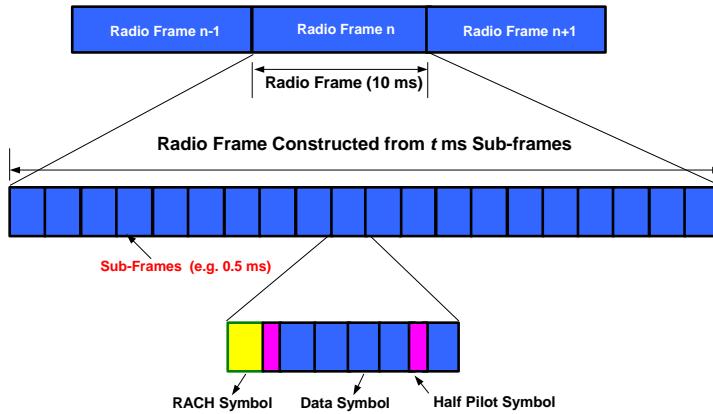 Radio Frame n-1
Radio Frame n
Radio Frame n+1
Radio Frame (10 ms)
Radio Frame Constructed from t ms Sub-frames
Sub-Frames (e.g. 0.5 ms)
RACH Symbol
Data Symbol
Half Pilot Symbol